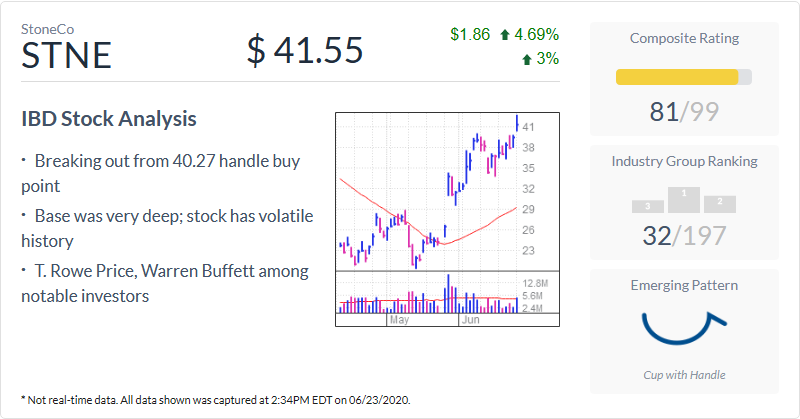 StoneCo
STNE
$ 41.55
$1.86 4.69%
3%
IBD Stock Analysis
· Breaking out from 40.27 handle buy
point
· Base was very deep; stock has volatile
history
· T. Rowe Price, Warren Buffett among
notable investors
41
38
35
32
29
26
23
12.8M
5.6M
2.4M
May Jun
Composite Rating
81/99
Industry Group Ranking
3 1 2
32/197
Emerging Pattern
Cup with Handle
* Not real-time data. All data shown was captured at 2:34PM EDT on 06/23/2020.